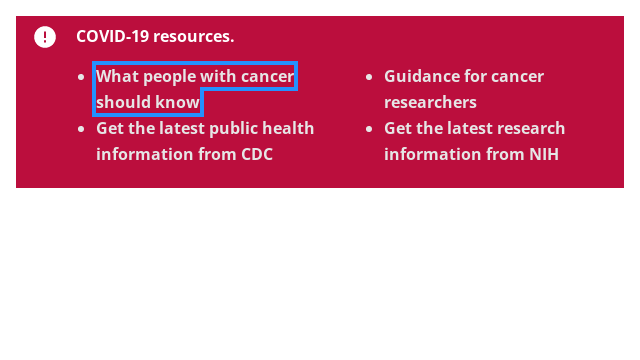 COVID-19 resources.
What people with cancer
should know
Get the latest public health
information from CDC
Guidance for cancer
researchers
Get the latest research
information from NIH